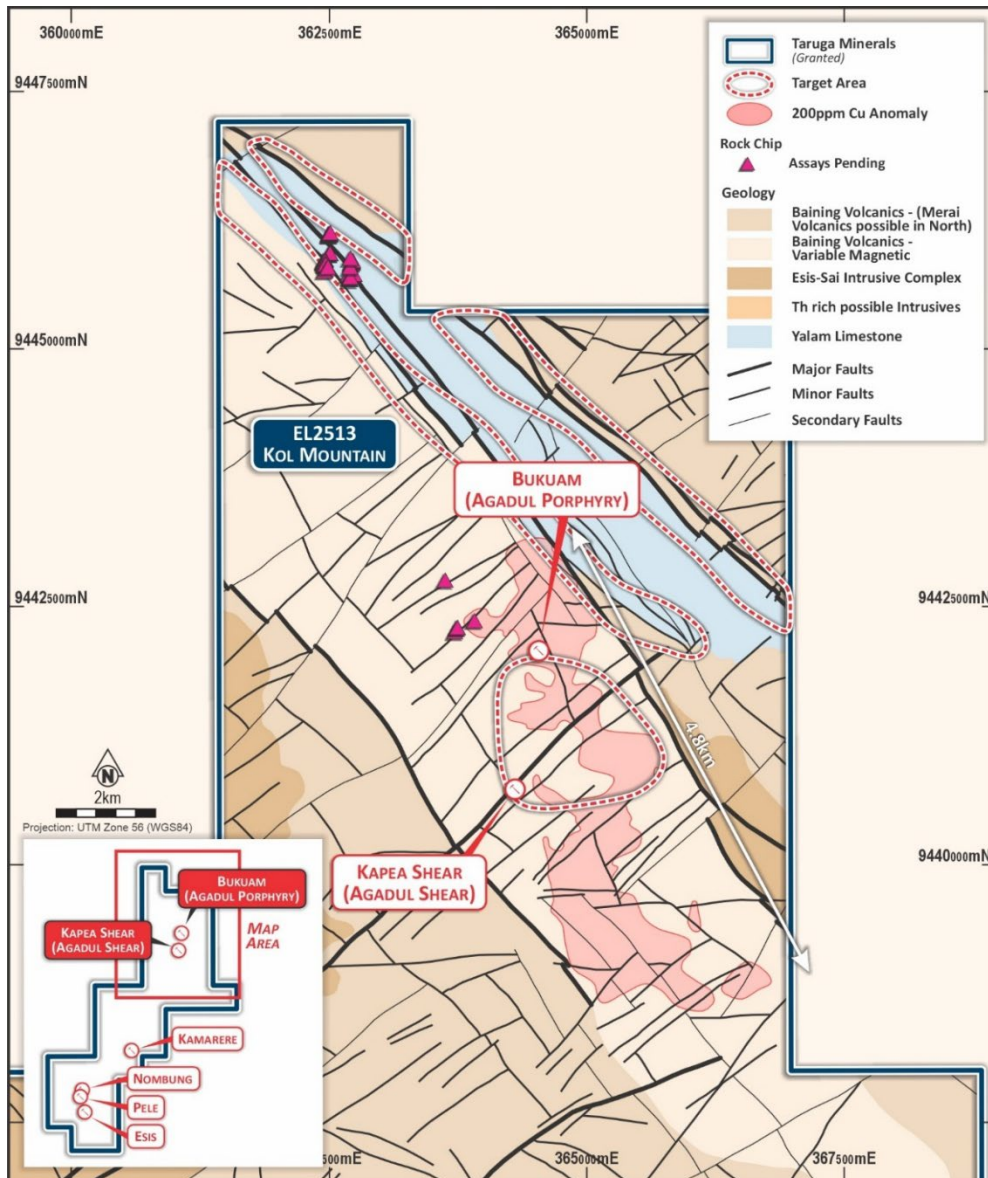 360000mE
362500mE
365000mE
9447500mN
Taruga Minerals
(Granted)
Target Area
200ppm Cu Anomaly
Rock Chip
Assays Pending
Geology
Baining Volcanics - (Merai
Volcanics possible in North)
Baining Volcanics -
Variable Magnetic
Esis-Sai Intrusive Complex
Th rich possible Intrusives
Yalam Limestone
Major Faults
Minor Faults
Secondary Faults
9445000mN
EL2513
KOL MOUNTAIN
BUKUAM
(AGADUL PORPHYRY)
9442500mN
9442500mN
4.8km
N
2km
Projection: UTM Zone 56 (WGS84)
KAPEA SHEAR
(AGADUL SHEAR)
9440000mN
BUKUAM
(AGADUL PORPHYRY)
KAPEA SHEAR
(AGADUL SHEAR)
MAP
AREA
KAMARERE
NOMBUNG
PELE
ESIS
500mE
365000mE
367500mE